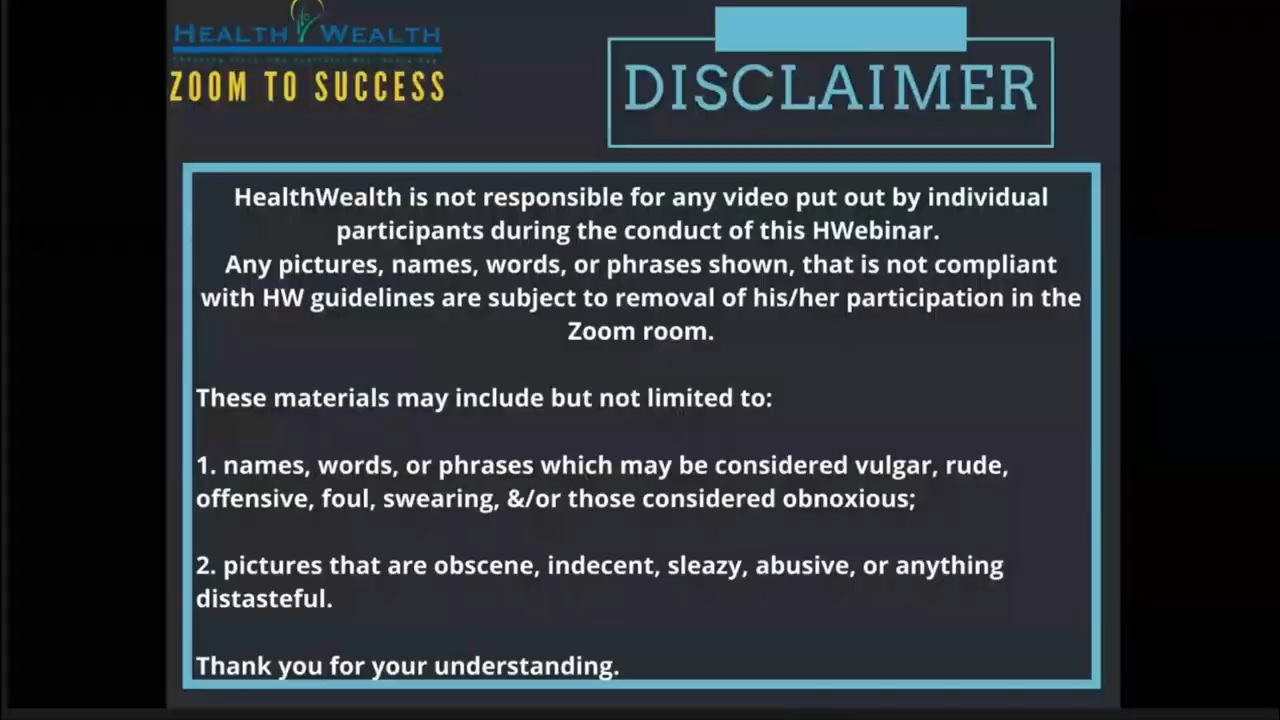 HEALTH WEALTH
ZOOM TO SUCCESS
DISCLAIMER
HealthWealth is not responsible for any video put out by individual
participants during the conduct of this HWebinar.
Any pictures, names, words, or phrases shown, that is not compliant
with HW guidelines are subject to removal of his/her participation in the
Zoom room.
These materials may include but not limited to:
1. names, words, or phrases which may be considered vulgar, rude,
offensive, foul, swearing, &/or those considered obnoxious;
2. pictures that are obscene, indecent, sleazy, abusive, or anything
distasteful.
Thank you for your understanding.